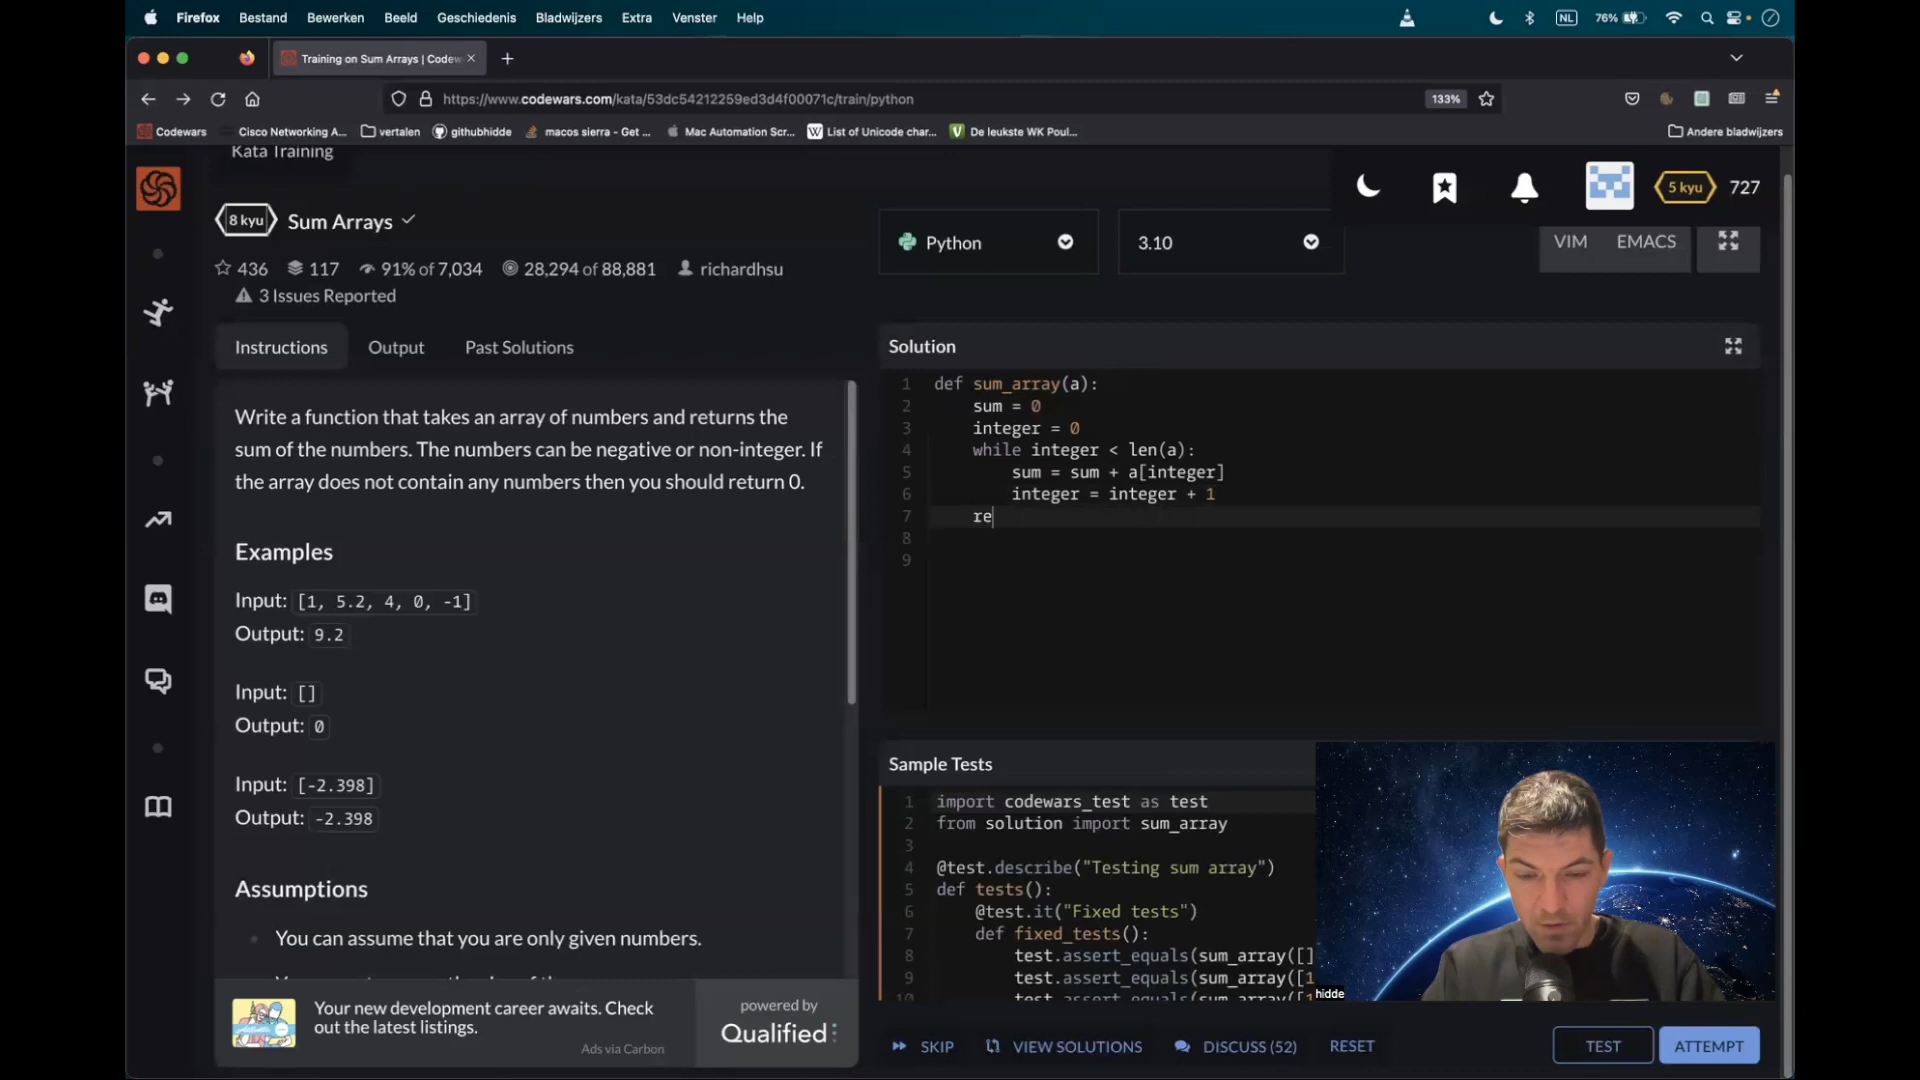 Firefox Bestand Bewerken Beeld Geschiedenis Bladwijzers Extra Venster Help NL 76%
Training on Sum Arrays | Codew
https://www.codewars.com/kata/53dc54212259ed3d4f00071c/train/python 133%
Codewars Cisco Networking A... vertalen githubhidde macos sierra - Get ... Mac Automation Scr... List of Unicode char... De leukste WK Poul... Andere bladwijzers
Kata Training
5 kyu 727
8 kyu Sum Arrays
436 117 91% of 7,034 28,294 of 88,881 richardhsu
3 Issues Reported
Python 3.10 VIM EMACS
Instructions Output Past Solutions
Write a function that takes an array of numbers and returns the
sum of the numbers. The numbers can be negative or non-integer. If
the array does not contain any numbers then you should return 0.
Examples
Input: [1, 5.2, 4, 0, -1]
Output: 9.2
Input: []
Output: 0
Input: [-2.398]
Output: -2.398
Assumptions
You can assume that you are only given numbers.
Your new development career awaits. Check
out the latest listings.
Ads via Carbon
powered by
Qualified
Solution
1 def sum_array(a):
2 sum = 0
3 integer = 0
4 while integer < len(a):
5 sum = sum + a[integer]
6 integer = integer + 1
7 re
8
9
Sample Tests
1 import codewars_test as test
2 from solution import sum_array
3
4 @test.describe("Testing sum array")
5 def tests():
6 @test.it("Fixed tests")
7 def fixed_tests():
8 test.assert_equals(sum_array([]
9 test.assert_equals(sum_array([1
10 test.assert_equals(sum_array([1
hidde
SKIP VIEW SOLUTIONS DISCUSS (52) RESET TEST ATTEMPT